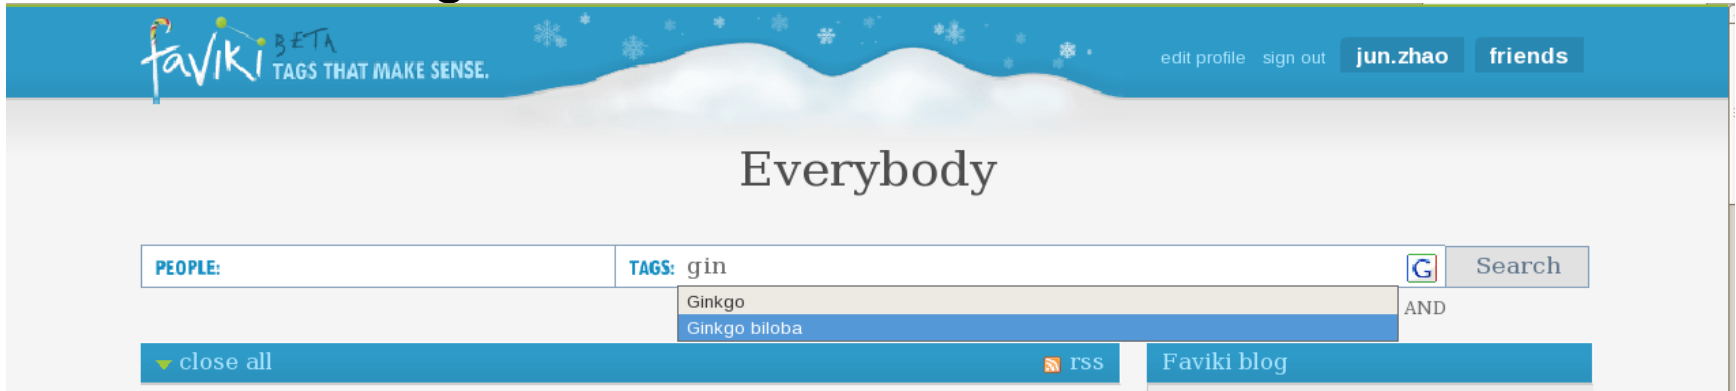 faviki BETA
TAGS THAT MAKE SENSE.
edit profile sign out jun.zhao friends
Everybody
PEOPLE: TAGS: gin G Search
Ginkgo
AND
Ginkgo biloba
close all rss Faviki blog